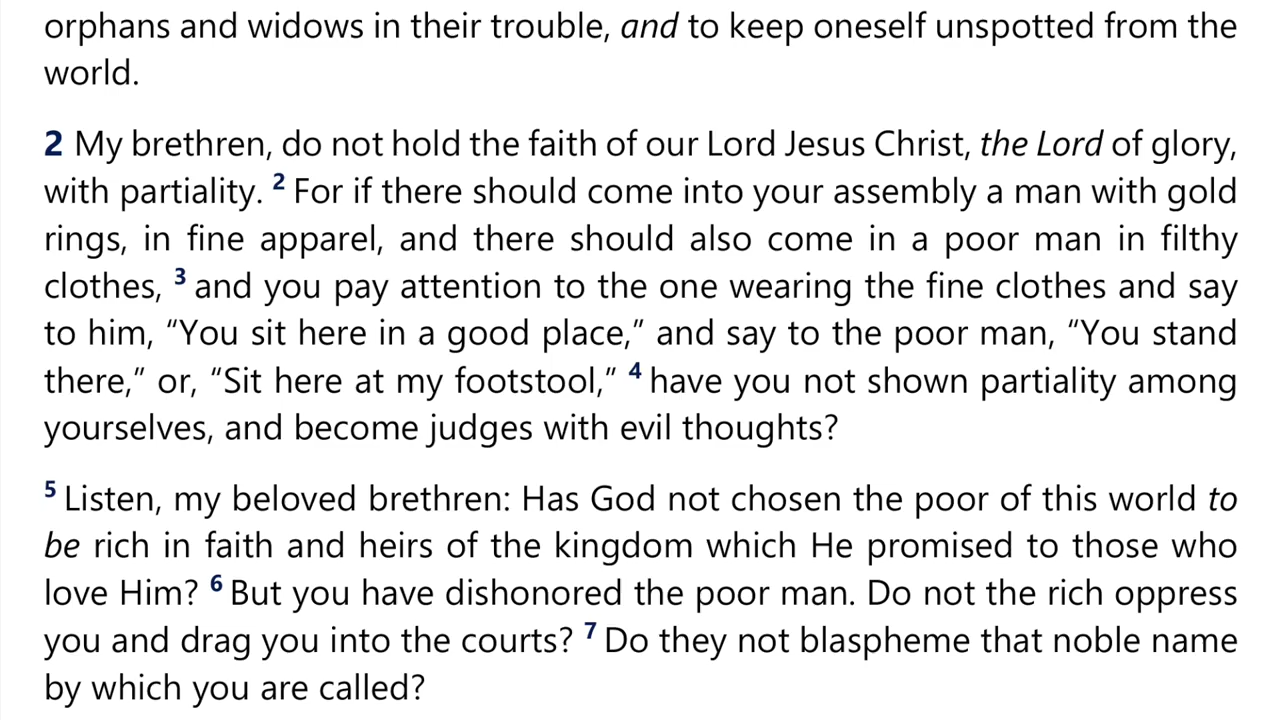 orphans and widows in their trouble, and to keep oneself unspotted from the
world.
2 My brethren, do not hold the faith of our Lord Jesus Christ, the Lord of glory,
with partiality. 2 For if there should come into your assembly a man with gold
rings, in fine apparel, and there should also come in a poor man in filthy
clothes, 3 and you pay attention to the one wearing the fine clothes and say
to him, “You sit here in a good place,” and say to the poor man, “You stand
there,” or, “Sit here at my footstool,” 4 have you not shown partiality among
yourselves, and become judges with evil thoughts?
5 Listen, my beloved brethren: Has God not chosen the poor of this world to
be rich in faith and heirs of the kingdom which He promised to those who
love Him? 6 But you have dishonored the poor man. Do not the rich oppress
you and drag you into the courts? 7 Do they not blaspheme that noble name
by which you are called?